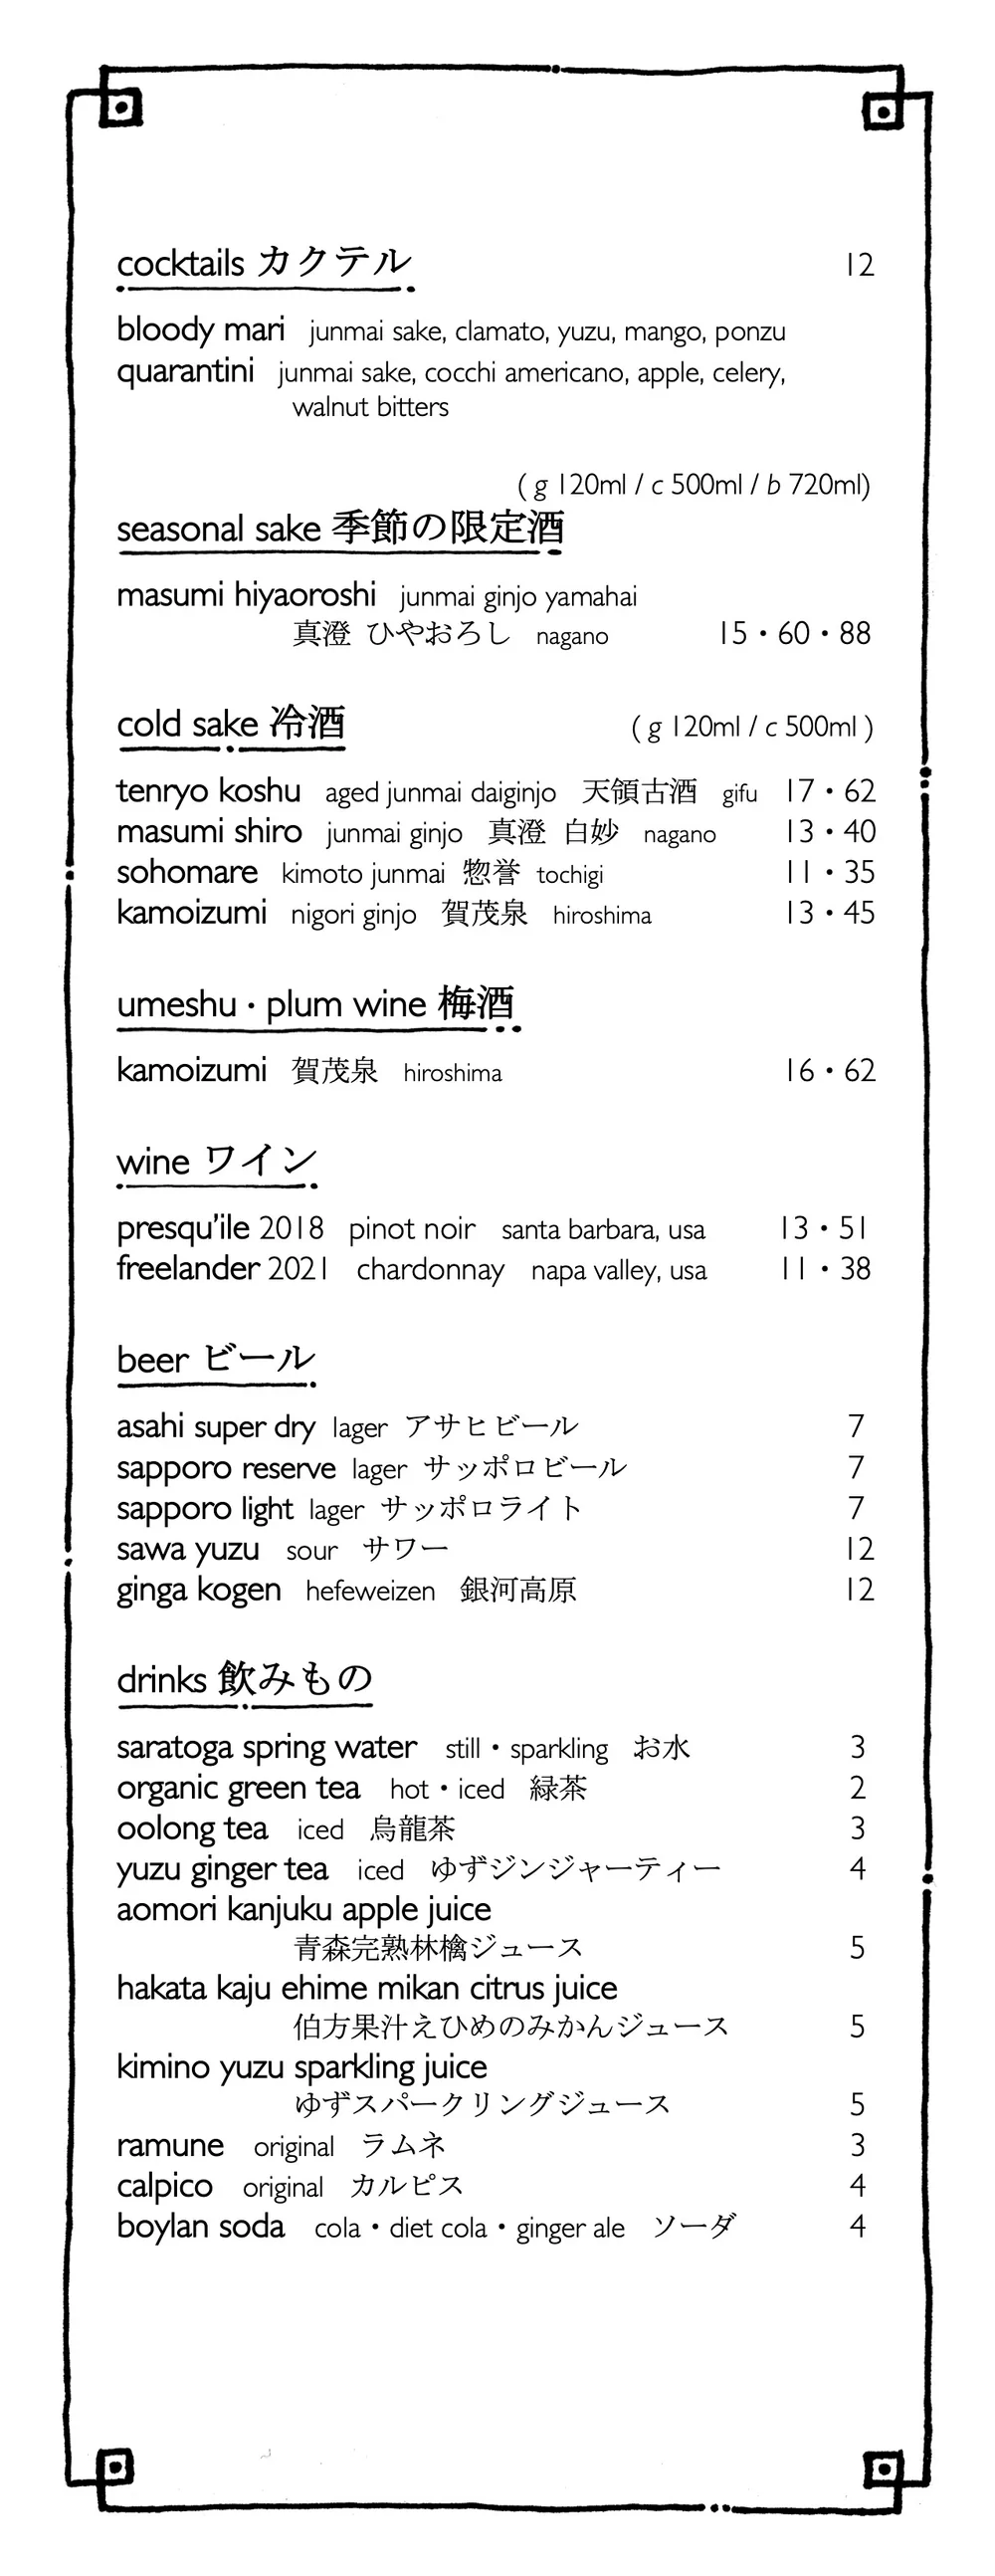 cocktails カクテル 12
bloody mari junmai sake, clamato, yuzu, mango, ponzu
quarantini junmai sake, cocchi americano, apple, celery,
walnut bitters
( g 120ml / c 500ml / b 720ml)
seasonal sake 季節の限定酒
masumi hiyaoroshi junmai ginjo yamahai
真澄 ひやおろし nagano 15・60・88
cold sake 冷酒 ( g 120ml / c 500ml )
tenryo koshu aged junmai daiginjo 天領古酒 gifu 17・62
masumi shiro junmai ginjo 真澄 白妙 nagano 13・40
sohomare kimoto junmai 惣誉 tochigi 11・35
kamoizumi nigori ginjo 賀茂泉 hiroshima 13・45
umeshu・plum wine 梅酒
kamoizumi 賀茂泉 hiroshima 16・62
wine ワイン
presqu’ile 2018 pinot noir santa barbara, usa 13・51
freelander 2021 chardonnay napa valley, usa 11・38
beer ビール
asahi super dry lager アサヒビール 7
sapporo reserve lager サッポロビール 7
sapporo light lager サッポロライト 7
sawa yuzu sour サワー 12
ginga kogen hefeweizen 銀河高原 12
drinks 飲みもの
saratoga spring water still・sparkling お水 3
organic green tea hot・iced 緑茶 2
oolong tea iced 烏龍茶 3
yuzu ginger tea iced ゆずジンジャーティー 4
aomori kanjuku apple juice
青森完熟林檎ジュース 5
hakata kaju ehime mikan citrus juice
伯方果汁えひめのみかんジュース 5
kimino yuzu sparkling juice
ゆずスパークリングジュース 5
ramune original ラムネ 3
calpico original カルピス 4
boylan soda cola・diet cola・ginger ale ソーダ 4